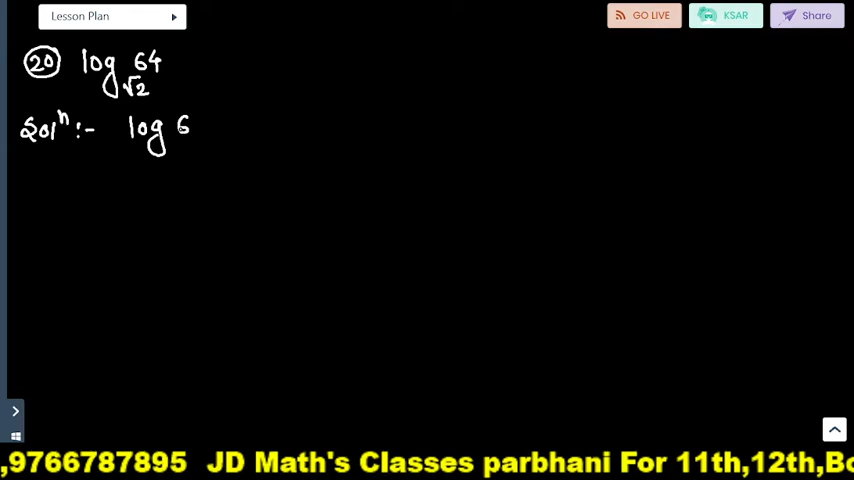 Lesson Plan
GO LIVE
KSAR
Share
20 log√2 64
Solⁿ :- log 6
,9766787895 JD Math's Classes parbhani For 11th,12th,Bo